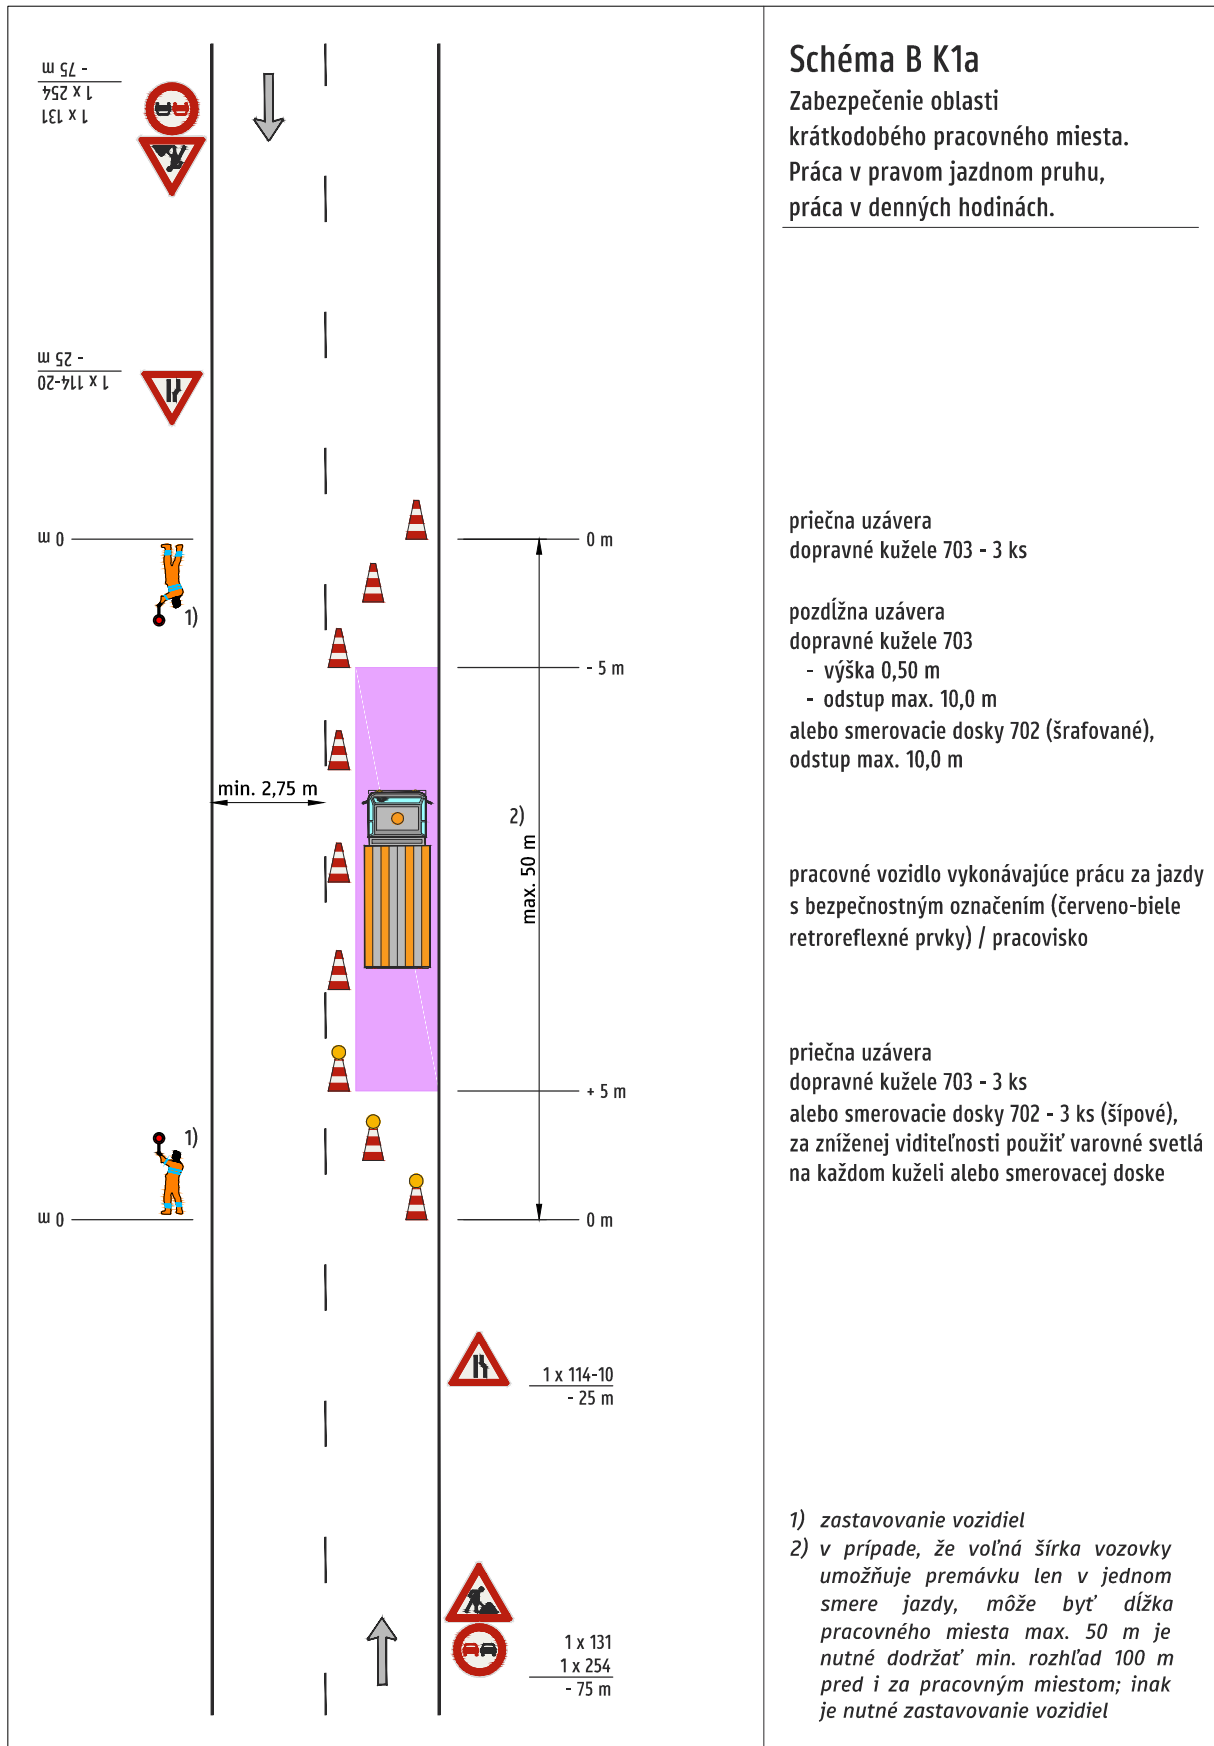 Schéma B K1a
Zabezpečenie oblasti
krátkodobého pracovného miesta.
Práca v pravom jazdnom pruhu,
práca v denných hodinách.
1 x 131
1 x 254
- 75 m
1 x 114-20
- 25 m
0 m
1)
0 m
- 5 m
min. 2,75 m
2)
max. 50 m
+ 5 m
1)
0 m
0 m
1 x 114-10
- 25 m
1 x 131
1 x 254
- 75 m
priečna uzávera
dopravné kužele 703 - 3 ks
pozdĺžna uzávera
dopravné kužele 703
- výška 0,50 m
- odstup max. 10,0 m
alebo smerovacie dosky 702 (šrafované),
odstup max. 10,0 m
pracovné vozidlo vykonávajúce prácu za jazdy
s bezpečnostným označením (červeno-biele
retroreflexné prvky) / pracovisko
priečna uzávera
dopravné kužele 703 - 3 ks
alebo smerovacie dosky 702 - 3 ks (šípové),
za zníženej viditeľnosti použiť varovné svetlá
na každom kuželi alebo smerovacej doske
1) zastavovanie vozidiel
2) v prípade, že voľná šírka vozovky
umožňuje premávku len v jednom
smere jazdy, môže byť dĺžka
pracovného miesta max. 50 m je
nutné dodržať min. rozhľad 100 m
pred i za pracovným miestom; inak
je nutné zastavovanie vozidiel